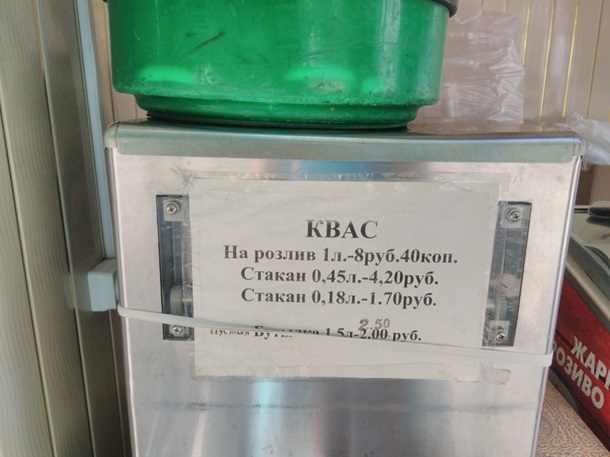 КВАС
На розлив 1л.-8руб.40коп.
Стакан 0,45л.-4,20руб.
Стакан 0,18л.-1.70руб.
2.50
Пустая 1,5л-2.00 руб.